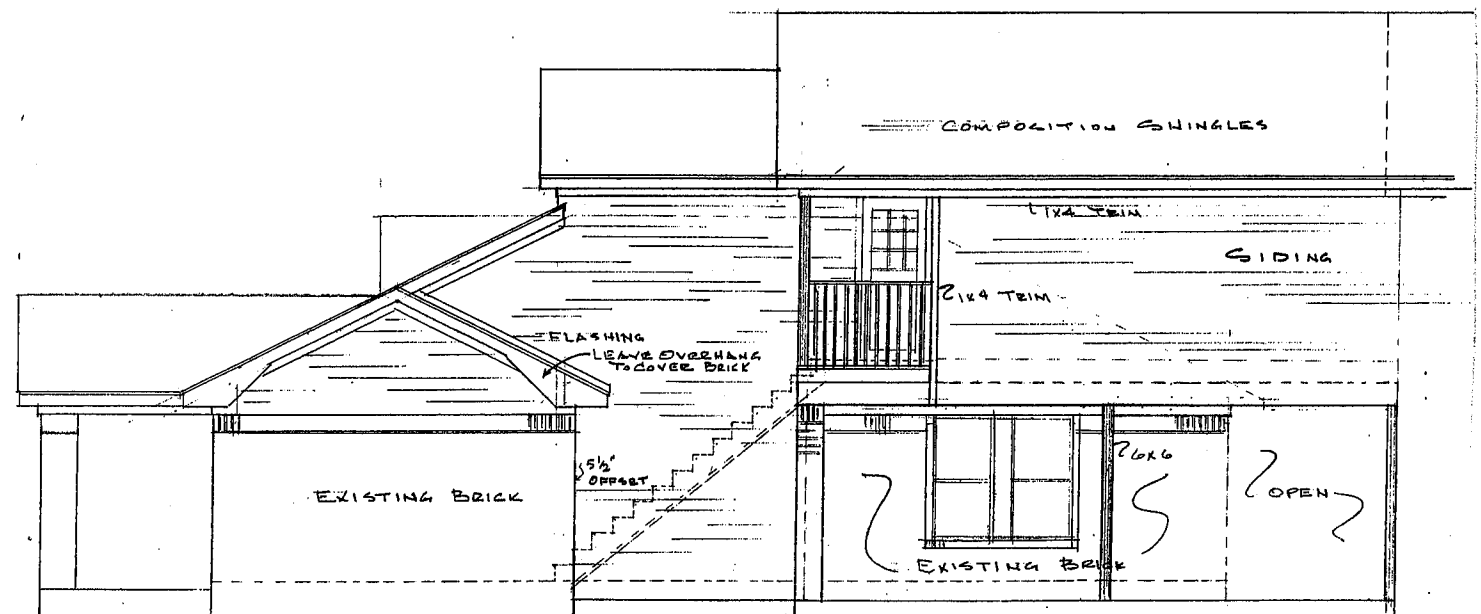 COMPOSITION SHINGLES
1X4 TRIM
SIDING
1X4 TRIM
FLASHING
LEAVE OVERHANG
TO COVER BRICK
5½"
OFFSET
6X6
EXISTING BRICK
OPEN
EXISTING BRICK